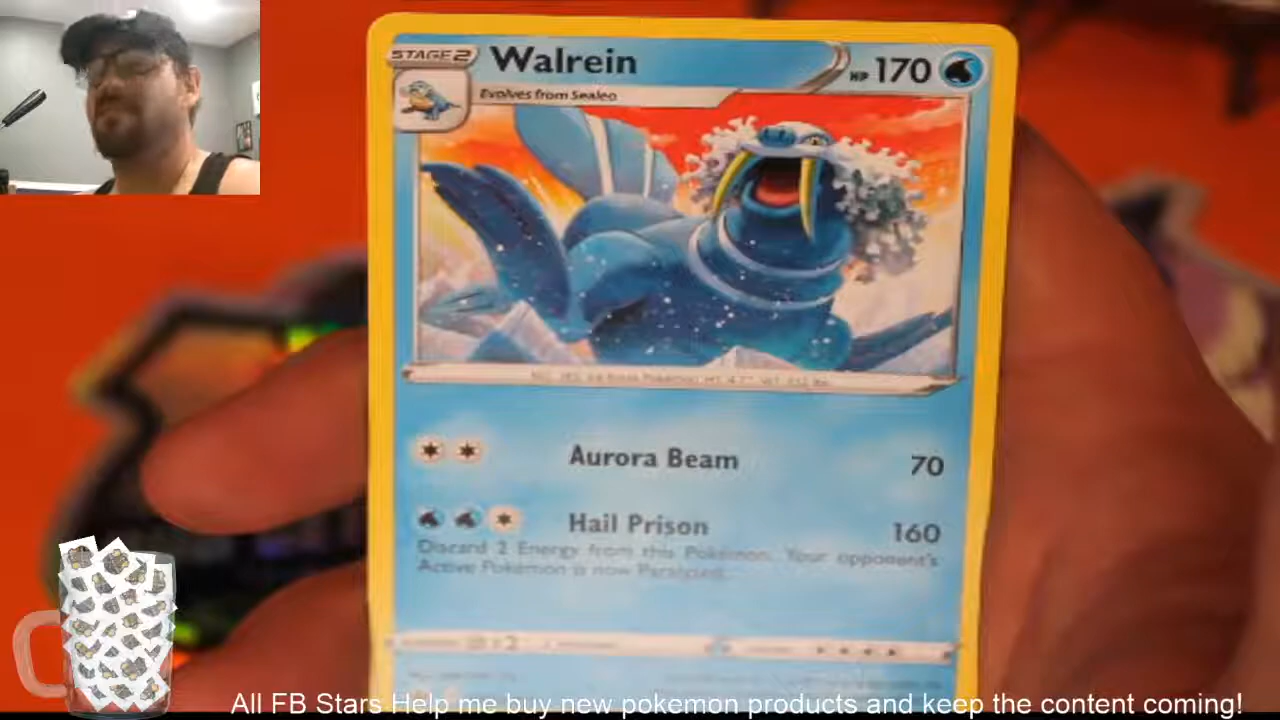 STAGE 2
Walrein
HP 170
Evolves from Sealeo
Aurora Beam 70
Hail Prison 160
Discard 2 Energy from this Pokémon. Your opponent's
Active Pokémon is now Paralyzed.
All FB Stars Help me buy new pokemon products and keep the content coming!